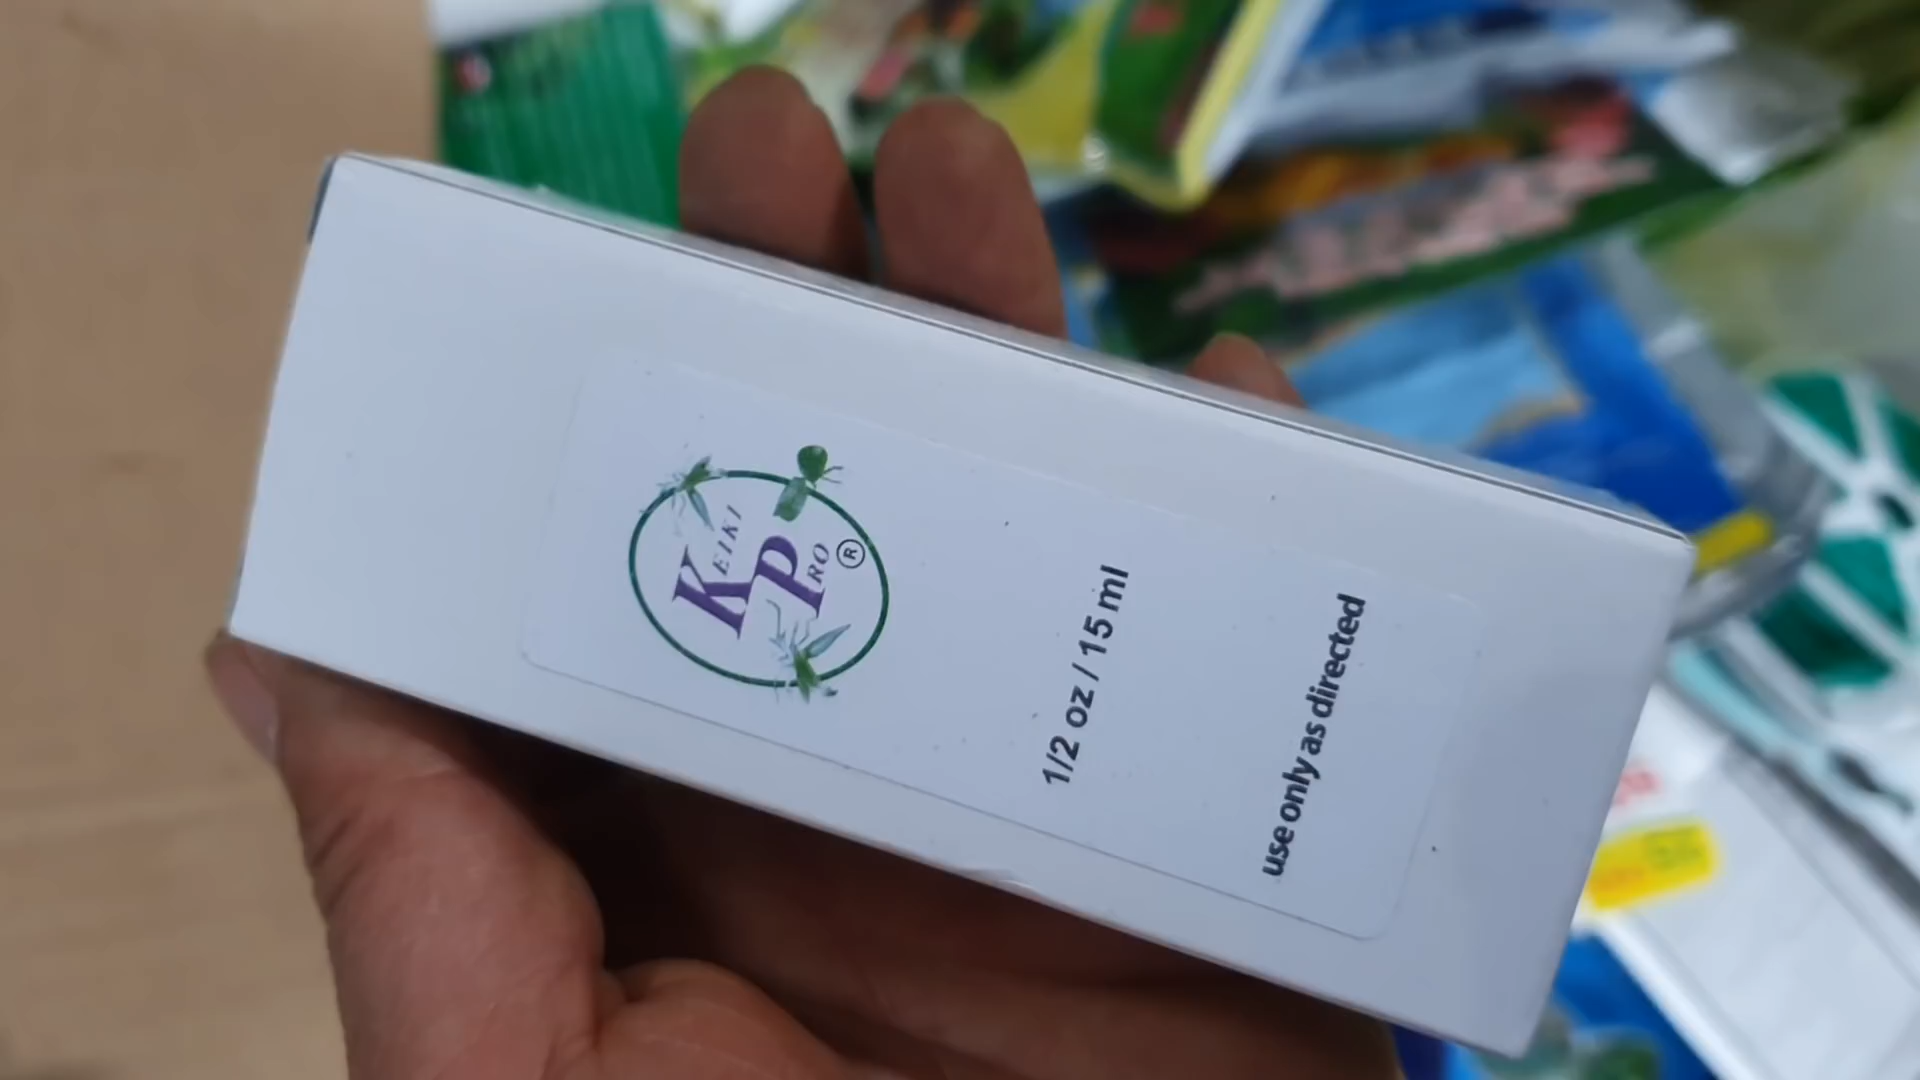 KEIKI
PRO
®
1/2 oz / 15 ml
use only as directed